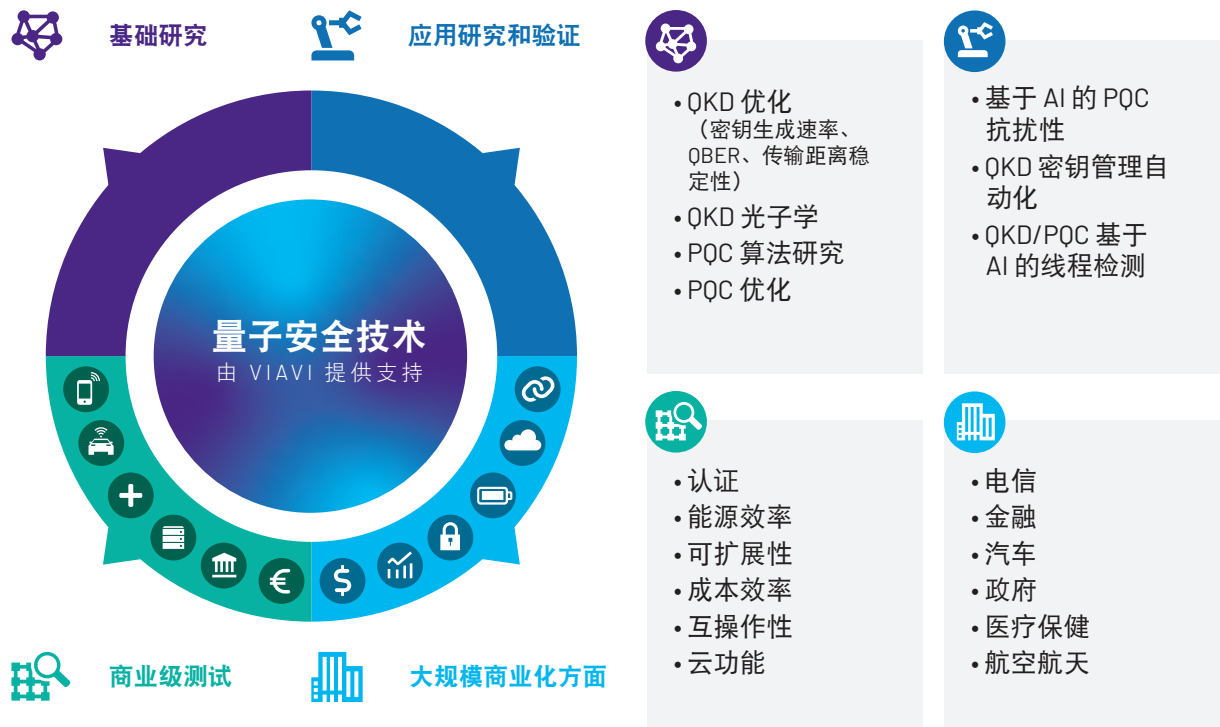 基础研究
应用研究和验证
量子安全技术
由 VIAVI 提供支持
商业级测试
大规模商业化方面
• QKD 优化
（密钥生成速率、
QBER、传输距离稳
定性）
• QKD 光子学
• PQC 算法研究
• PQC 优化
• 基于 AI 的 PQC
抗扰性
• QKD 密钥管理自
动化
• QKD/PQC 基于
AI 的线程检测
• 认证
• 能源效率
• 可扩展性
• 成本效率
• 互操作性
• 云功能
• 电信
• 金融
• 汽车
• 政府
• 医疗保健
• 航空航天